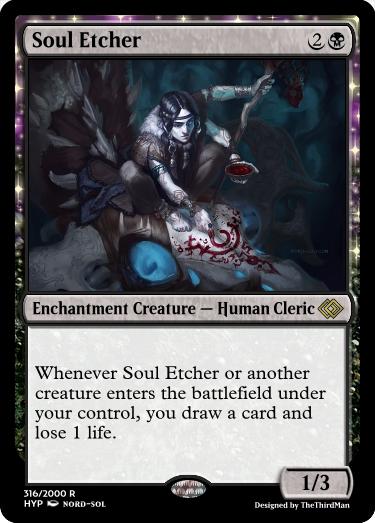 Soul Etcher 2
Enchantment Creature — Human Cleric
Whenever Soul Etcher or another
creature enters the battlefield under
your control, you draw a card and
lose 1 life.
1/3
316/2000 R
HYP NORD-SOL
Designed by TheThirdMan